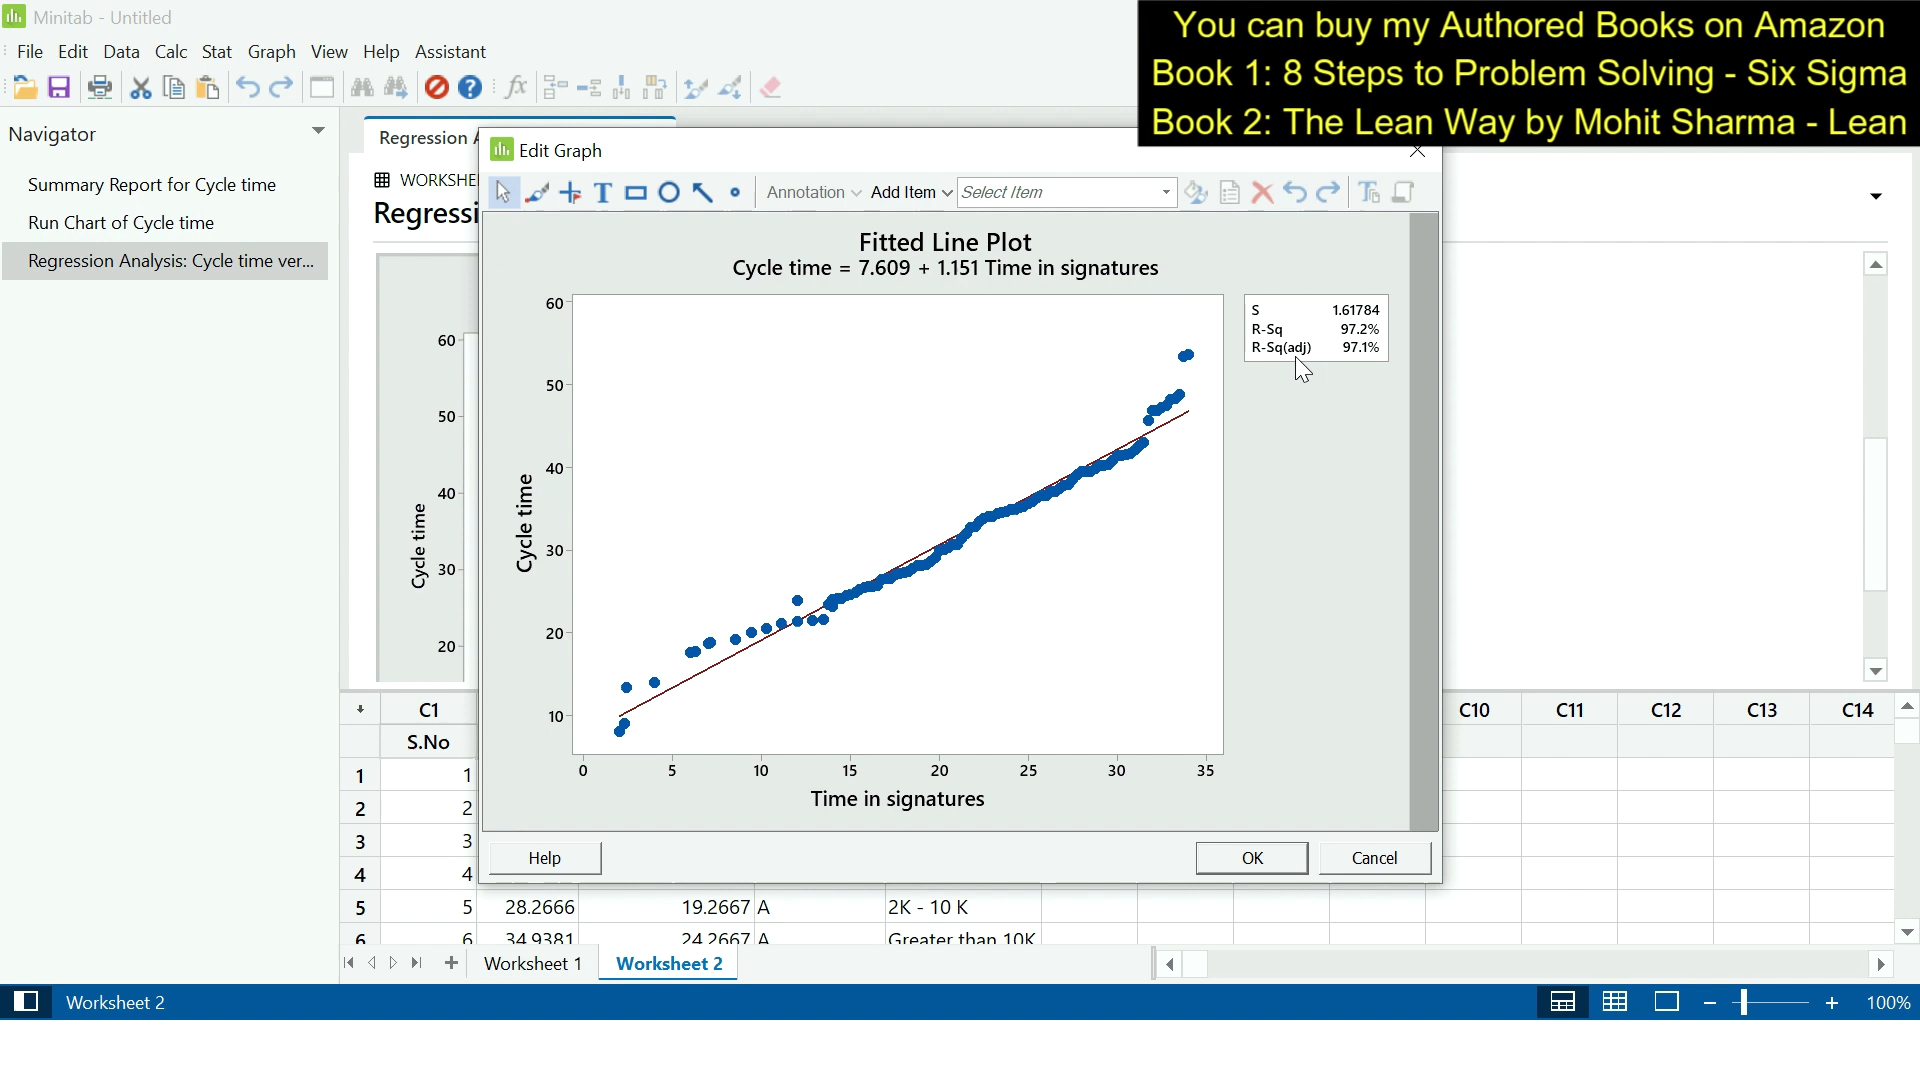 Minitab - Untitled
You can buy my Authored Books on Amazon
Book 1: 8 Steps to Problem Solving - Six Sigma
Book 2: The Lean Way by Mohit Sharma - Lean
File Edit Data Calc Stat Graph View Help Assistant
fx
Navigator
Summary Report for Cycle time
Run Chart of Cycle time
Regression Analysis: Cycle time ver...
Regression A
WORKSHE
Regressi
60
50
40
30
20
Cycle time
Edit Graph
T
Annotation Add Item Select Item
Fitted Line Plot
Cycle time = 7.609 + 1.151 Time in signatures
S 1.61784
R-Sq 97.2%
R-Sq(adj) 97.1%
60
50
40
30
20
10
Cycle time
0 5 10 15 20 25 30 35
Time in signatures
Help OK Cancel
C1 C10 C11 C12 C13 C14
S.No
1 1
2 2
3 3
4 4
5 5 28.2666 19.2667 A 2K - 10 K
6 6 34.9381 24.2667 A Greater than 10K
Worksheet 1 Worksheet 2
Worksheet 2 100%